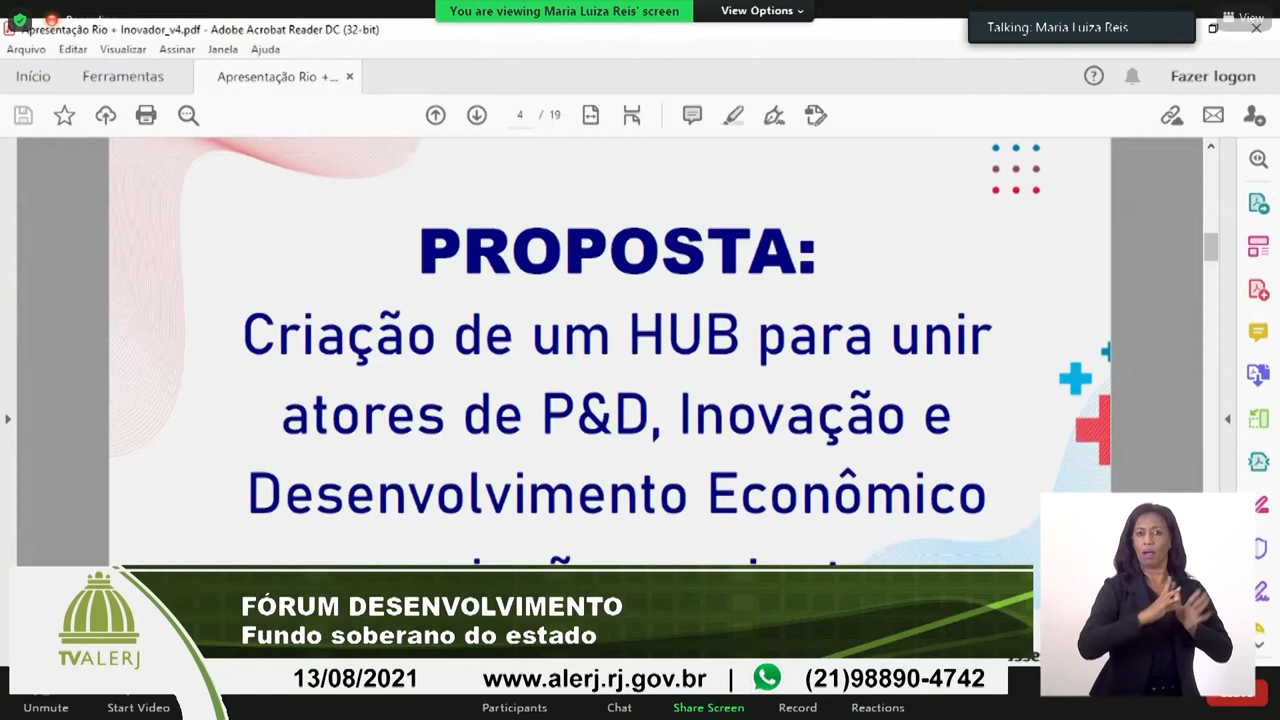 You are viewing Maria Luiza Reis' screen
View Options
Talking: Maria Luiza Reis
View
Apresentação Rio + Inovador_v4.pdf - Adobe Acrobat Reader DC (32-bit)
Arquivo Editar Visualizar Assinar Janela Ajuda
Início Ferramentas Apresentação Rio +... × Fazer logon
4 / 19
PROPOSTA:
Criação de um HUB para unir
atores de P&D, Inovação e
Desenvolvimento Econômico
FÓRUM DESENVOLVIMENTO
Fundo soberano do estado
TVALERJ
13/08/2021 www.alerj.rj.gov.br | (21)98890-4742
Unmute Start Video Participants Chat Share Screen Record Reactions